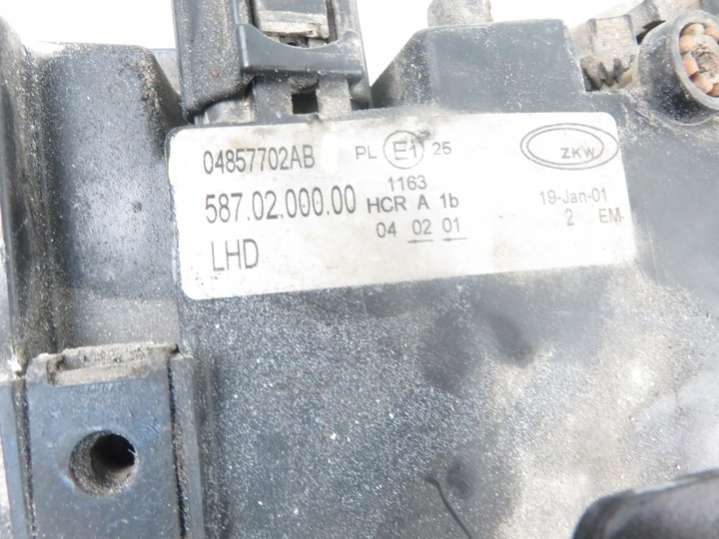 04857702AB PL E1 25 ZKW
587.02.000.00 1163 19-Jan-01
HCR A 1b 2 EM
LHD 04 02 01